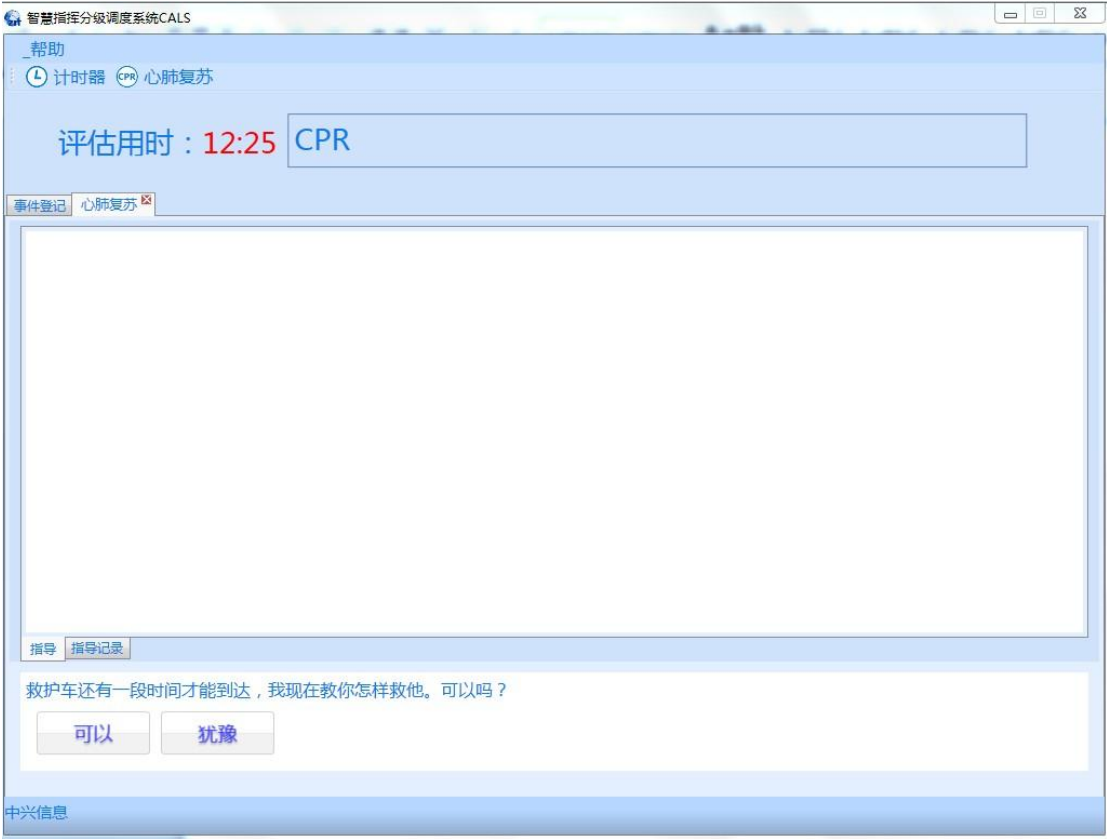 智慧指挥分级调度系统CALS
_帮助
计时器 CPR 心肺复苏
评估用时：12:25 CPR
事件登记 心肺复苏
指导 指导记录
救护车还有一段时间才能到达，我现在教你怎样救他。可以吗？
可以 犹豫
中兴信息